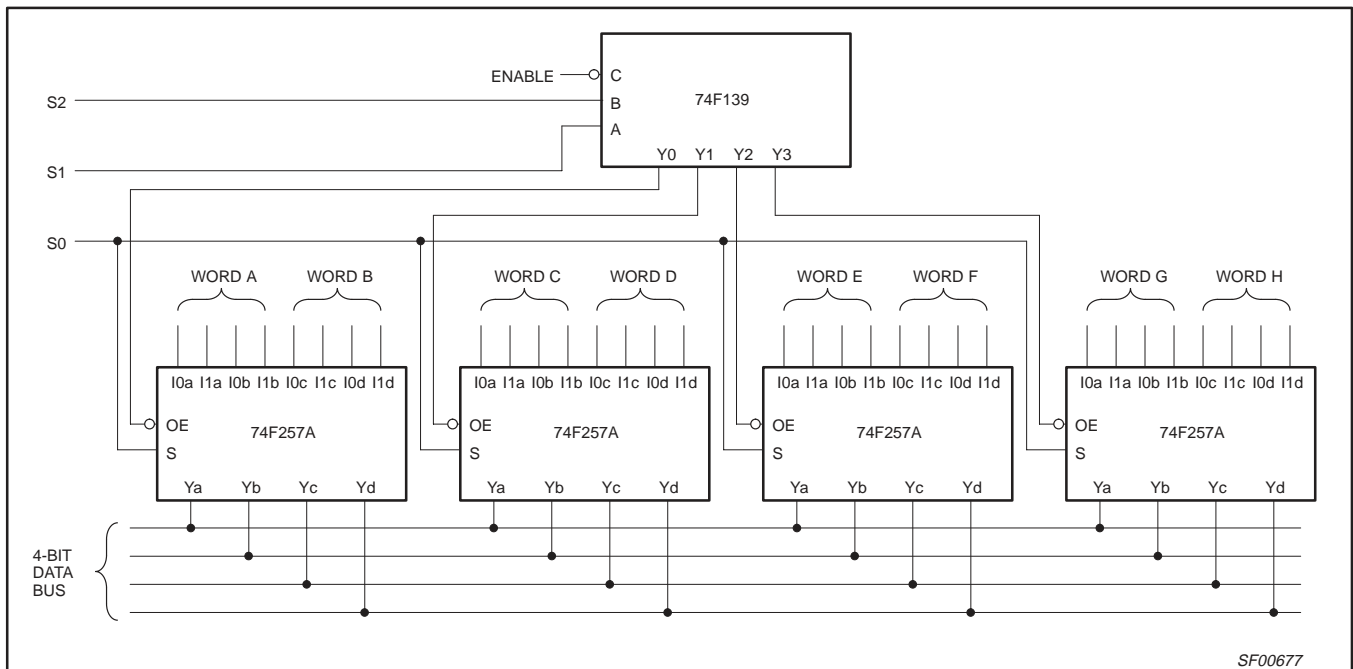 ENABLE C
74F139
S2 B
A
S1 Y0 Y1 Y2 Y3
S0
WORD A WORD B WORD C WORD D WORD E WORD F WORD G WORD H
I0a I1a I0b I1b I0c I1c I0d I1d I0a I1a I0b I1b I0c I1c I0d I1d I0a I1a I0b I1b I0c I1c I0d I1d I0a I1a I0b I1b I0c I1c I0d I1d
OE 74F257A OE 74F257A OE 74F257A OE 74F257A
S S S S
Ya Yb Yc Yd Ya Yb Yc Yd Ya Yb Yc Yd Ya Yb Yc Yd
4-BIT
DATA
BUS
SF00677